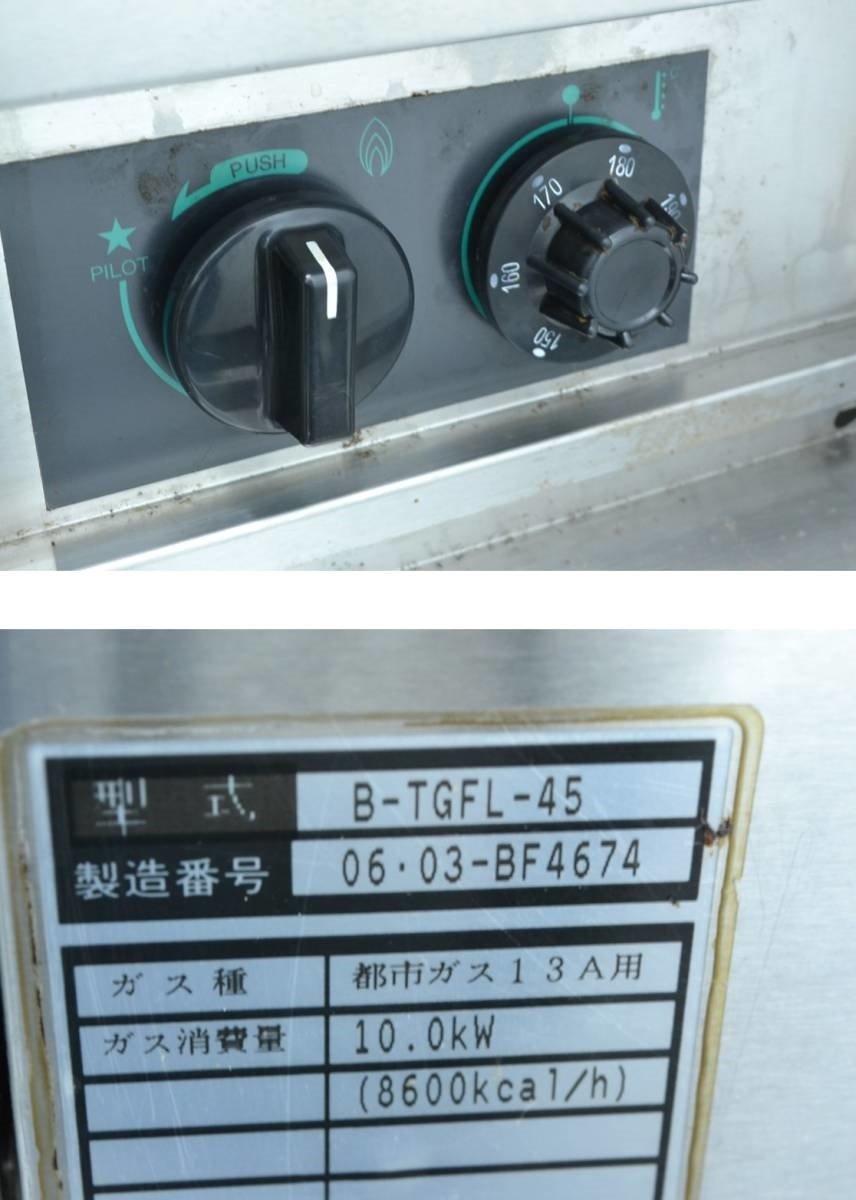 PUSH
PILOT
180
170
190
160
150
型式
B-TGFL-45
製造番号
06・03-BF4674
ガス種
都市ガス13A用
ガス消費量
10.0kW
(8600kcal/h)